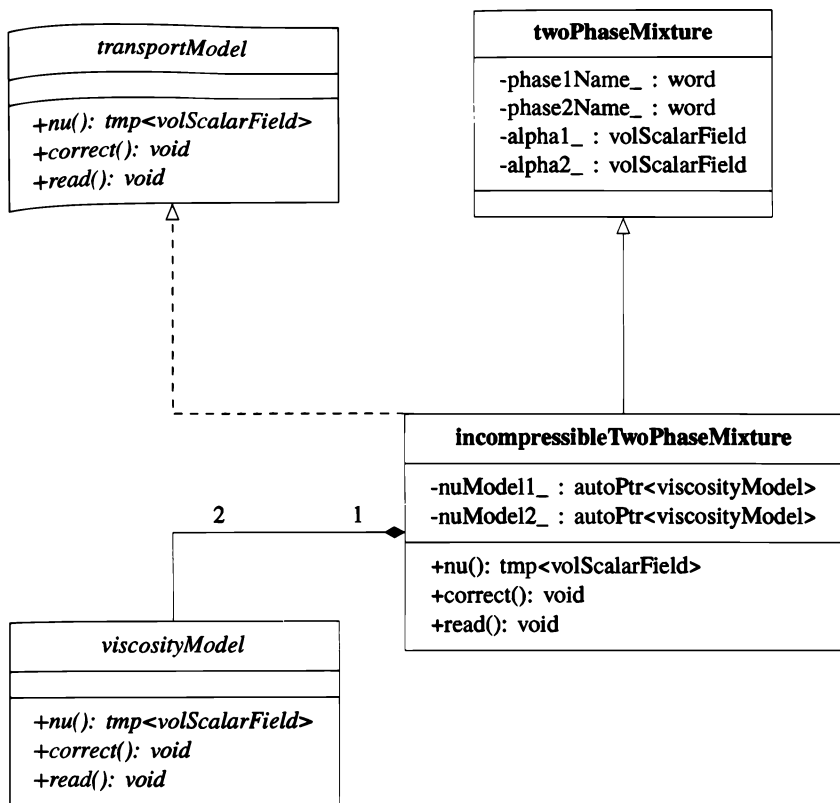 transportModel
+nu(): tmp<volScalarField>
+correct(): void
+read(): void
twoPhaseMixture
-phase1Name_ : word
-phase2Name_ : word
-alpha1_ : volScalarField
-alpha2_ : volScalarField
incompressibleTwoPhaseMixture
-nuModel1_ : autoPtr<viscosityModel>
-nuModel2_ : autoPtr<viscosityModel>
+nu(): tmp<volScalarField>
+correct(): void
+read(): void
2 1
viscosityModel
+nu(): tmp<volScalarField>
+correct(): void
+read(): void